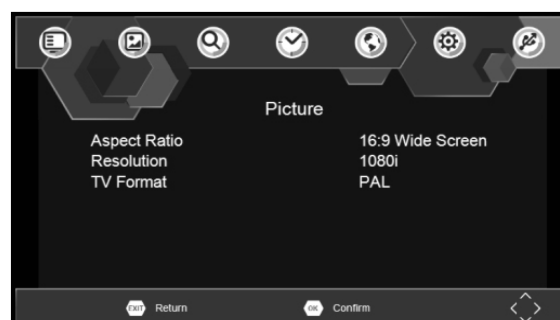 Picture
Aspect Ratio 16:9 Wide Screen
Resolution 1080i
TV Format PAL
EXIT Return OK Confirm